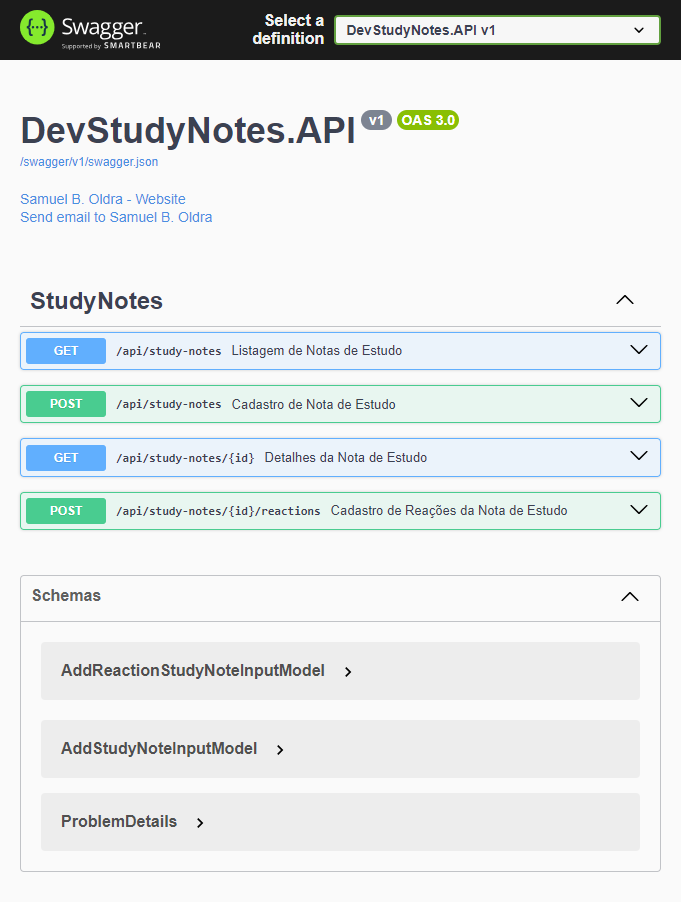 Swagger
Supported by SMARTBEAR
Select a
definition
DevStudyNotes.API v1
DevStudyNotes.API v1 OAS 3.0
/swagger/v1/swagger.json
Samuel B. Oldra - Website
Send email to Samuel B. Oldra
StudyNotes
GET /api/study-notes Listagem de Notas de Estudo
POST /api/study-notes Cadastro de Nota de Estudo
GET /api/study-notes/{id} Detalhes da Nota de Estudo
POST /api/study-notes/{id}/reactions Cadastro de Reações da Nota de Estudo
Schemas
AddReactionStudyNoteInputModel
AddStudyNoteInputModel
ProblemDetails